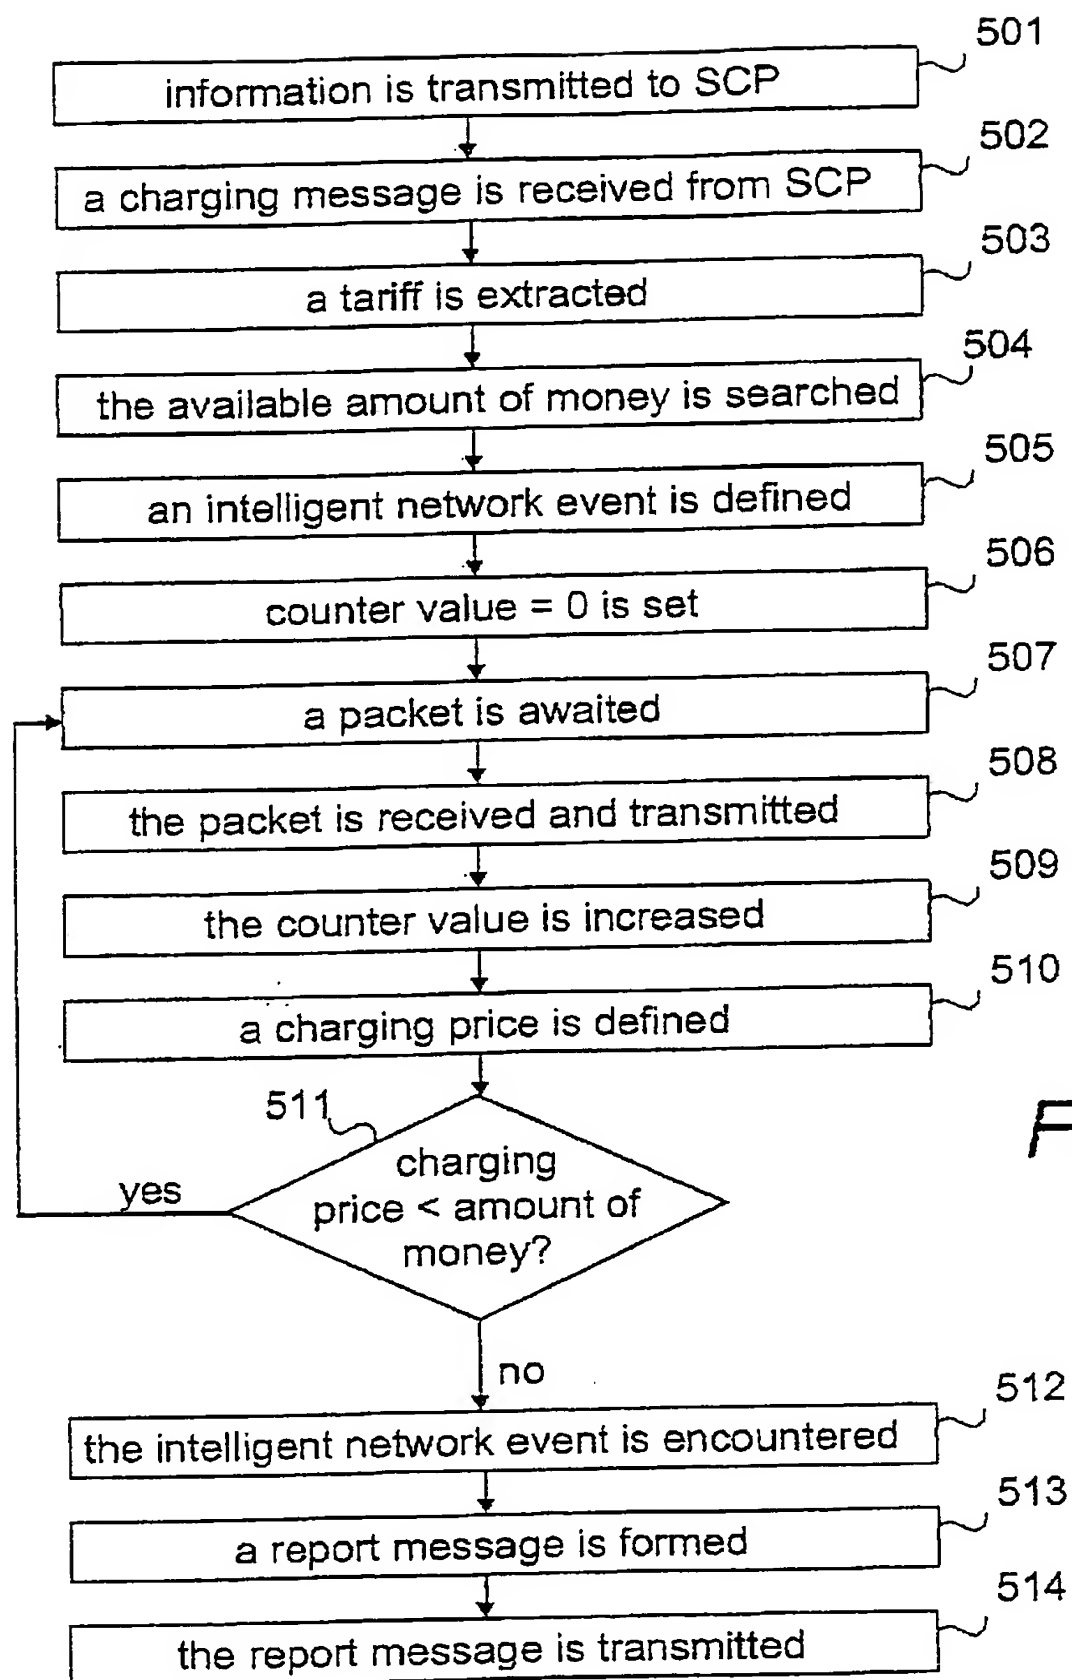 501
information is transmitted to SCP
502
a charging message is received from SCP
503
a tariff is extracted
504
the available amount of money is searched
505
an intelligent network event is defined
506
counter value = 0 is set
507
a packet is awaited
508
the packet is received and transmitted
509
the counter value is increased
510
a charging price is defined
511
charging
price < amount of
money?
yes
no
512
the intelligent network event is encountered
513
a report message is formed
514
the report message is transmitted